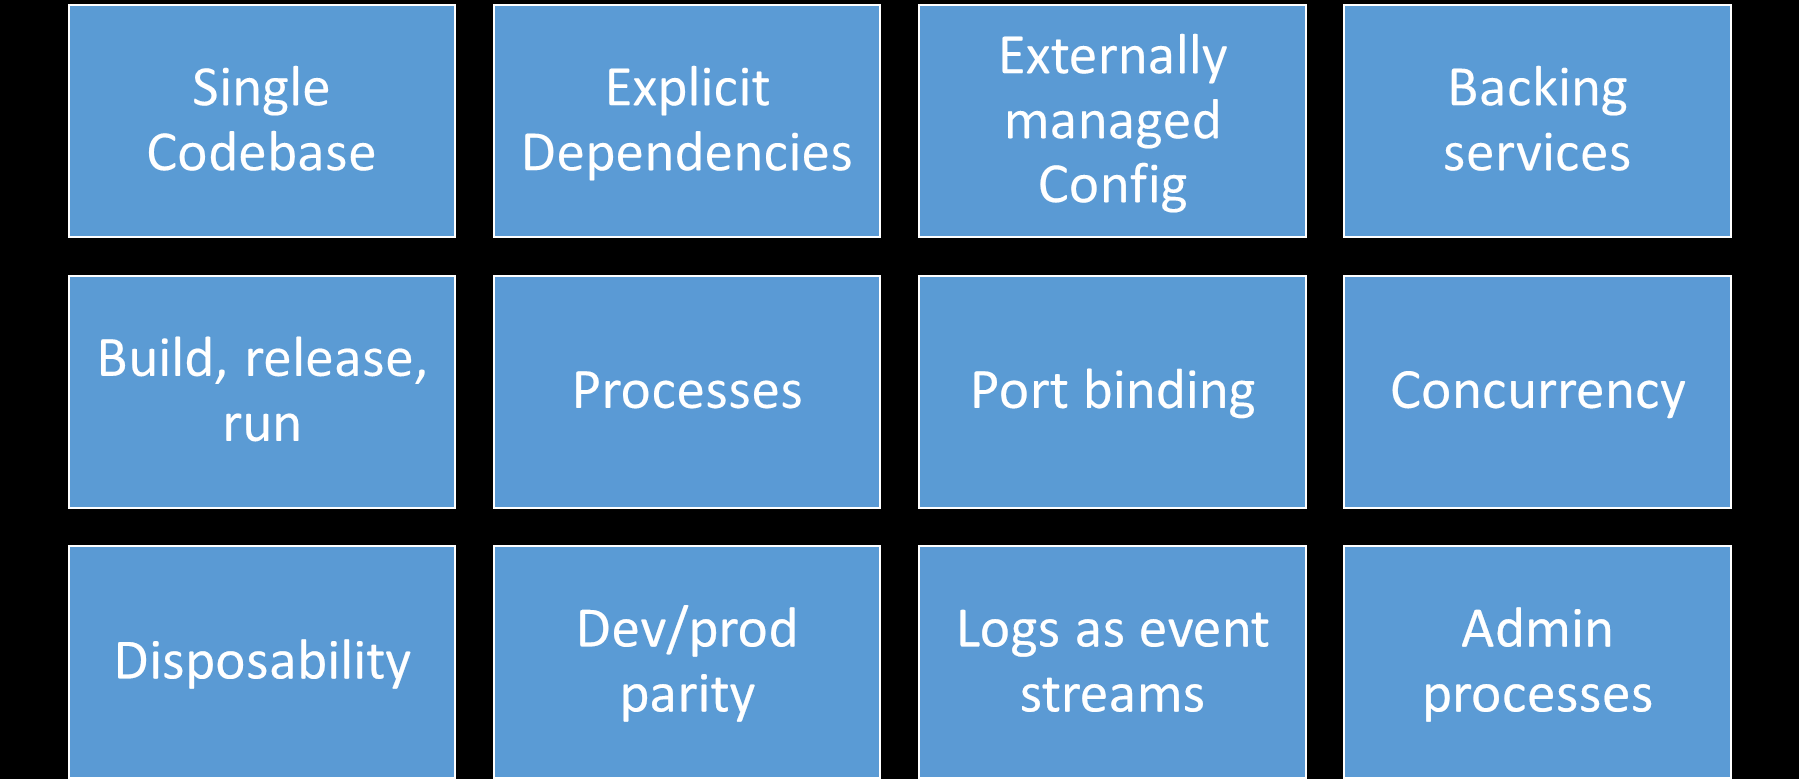 Single
Codebase
Explicit
Dependencies
Externally
managed
Config
Backing
services
Build, release,
run
Processes
Port binding
Concurrency
Disposability
Dev/prod
parity
Logs as event
streams
Admin
processes